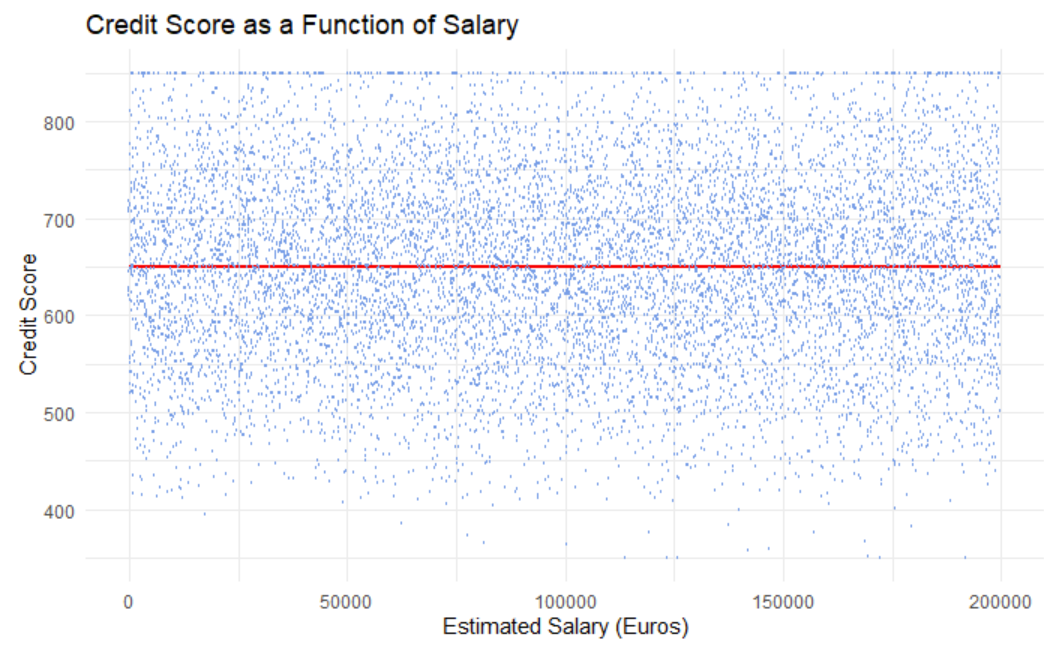 Credit Score as a Function of Salary
Credit Score
800
700
600
500
400
0 50000 100000 150000 200000
Estimated Salary (Euros)